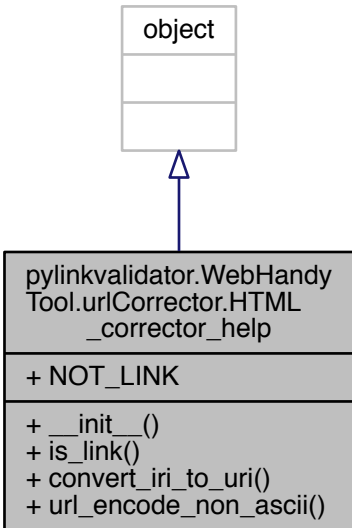 object
pylinkvalidator.WebHandy
Tool.urlCorrector.HTML
_corrector_help
+ NOT_LINK
+ __init__()
+ is_link()
+ convert_iri_to_uri()
+ url_encode_non_ascii()